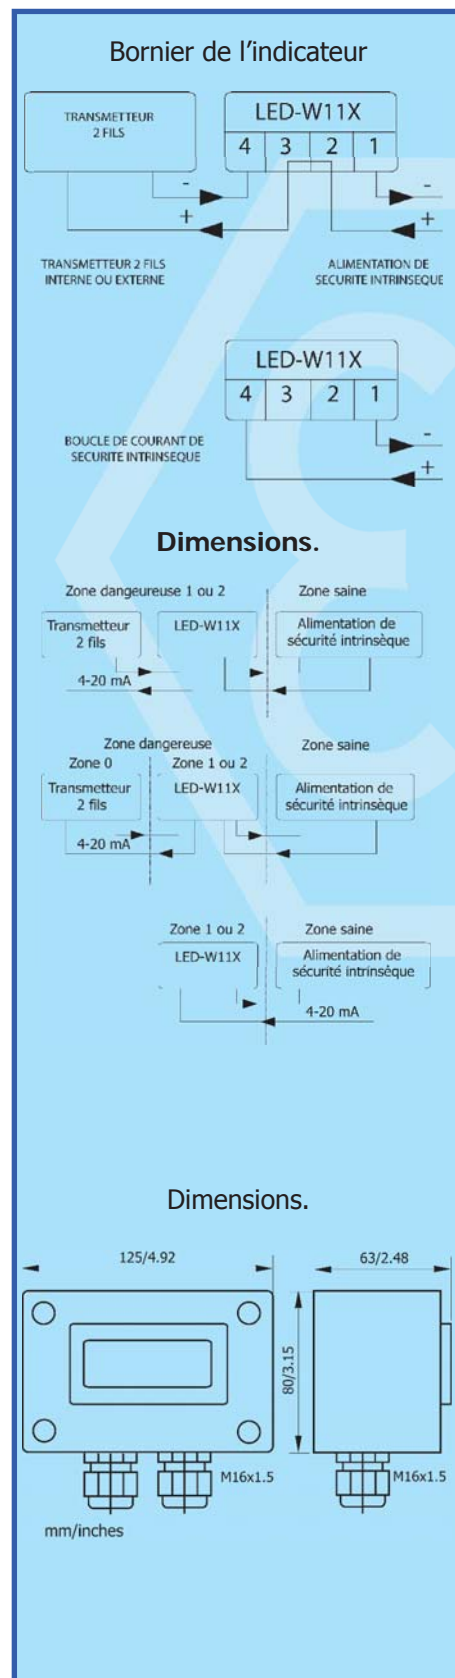 Bornier de l'indicateur
TRANSMETTEUR
2 FILS
LED-W11X
4 3 2 1
- -
+ +
TRANSMETTEUR 2 FILS
INTERNE OU EXTERNE
ALIMENTATION DE
SECURITE INTRINSEQUE
LED-W11X
4 3 2 1
BOUCLE DE COURANT DE
SECURITE INTRINSEQUE
-
+
Dimensions.
Zone dangeureuse 1 ou 2
Zone saine
Transmetteur
2 fils
LED-W11X
Alimentation de
sécurité intrinsèque
4-20 mA
Zone dangereuse
Zone saine
Zone 0
Zone 1 ou 2
Transmetteur
2 fils
LED-W11X
Alimentation de
sécurité intrinsèque
4-20 mA
Zone 1 ou 2
Zone saine
LED-W11X
Alimentation de
sécurité intrinsèque
4-20 mA
Dimensions.
125/4.92
63/2.48
80/3.15
M16x1.5
M16x1.5
mm/inches